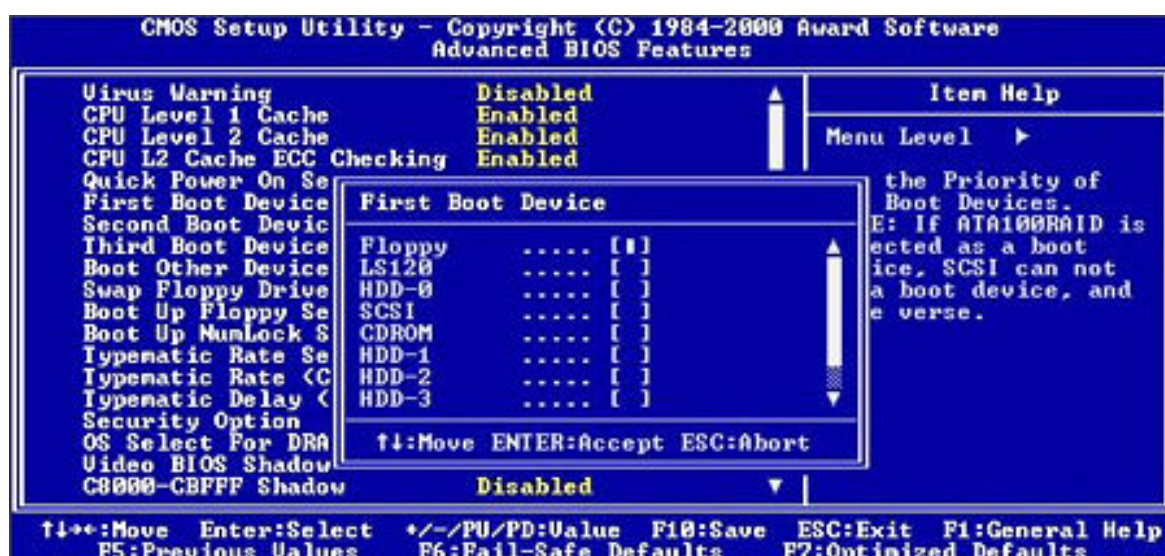 CMOS Setup Utility - Copyright (C) 1984-2000 Award Software
Advanced BIOS Features
Virus Warning Disabled
CPU Level 1 Cache Enabled
CPU Level 2 Cache Enabled
CPU L2 Cache ECC Checking Enabled
Quick Power On Se
First Boot Device
Second Boot Devic
Third Boot Device
Boot Other Device
Swap Floppy Drive
Boot Up Floppy Se
Boot Up NumLock S
Typematic Rate Se
Typematic Rate (C
Typematic Delay (
Security Option
OS Select For DRA
Video BIOS Shadow
C8000-CBFFF Shadow Disabled
First Boot Device
Floppy ..... [▮]
LS120 ..... [ ]
HDD-0 ..... [ ]
SCSI ..... [ ]
CDROM ..... [ ]
HDD-1 ..... [ ]
HDD-2 ..... [ ]
HDD-3 ..... [ ]
↑↓:Move ENTER:Accept ESC:Abort
Item Help
Menu Level ►
the Priority of
Boot Devices.
E: If ATA100RAID is
ected as a boot
ice, SCSI can not
a boot device, and
e verse.
↑↓→←:Move Enter:Select +/-/PU/PD:Value F10:Save ESC:Exit F1:General Help
F5:Previous Values F6:Fail-Safe Defaults F7:Optimized Defaults